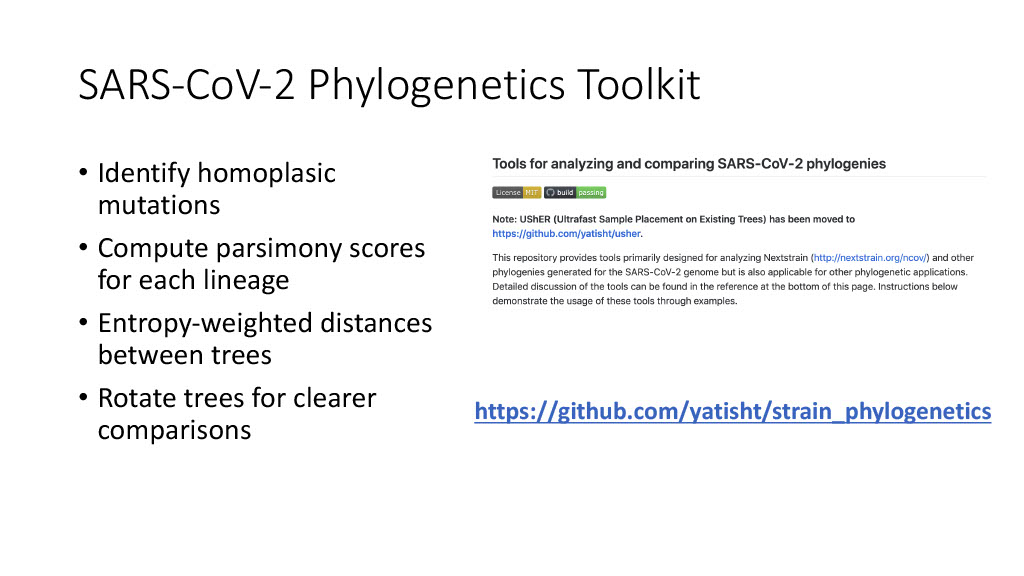 SARS-CoV-2 Phylogenetics Toolkit
• Identify homoplasic
mutations
• Compute parsimony scores
for each lineage
• Entropy-weighted distances
between trees
• Rotate trees for clearer
comparisons
Tools for analyzing and comparing SARS-CoV-2 phylogenies
License MIT build passing
Note: UShER (Ultrafast Sample Placement on Existing Trees) has been moved to
https://github.com/yatisht/usher.
This repository provides tools primarily designed for analyzing Nextstrain (http://nextstrain.org/ncov/) and other
phylogenies generated for the SARS-CoV-2 genome but is also applicable for other phylogenetic applications.
Detailed discussion of the tools can be found in the reference at the bottom of this page. Instructions below
demonstrate the usage of these tools through examples.
https://github.com/yatisht/strain_phylogenetics